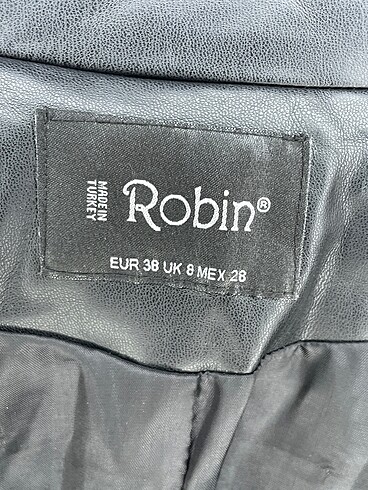 MADE IN
TURKEY
Robin®
EUR 38 UK 8 MEX 28